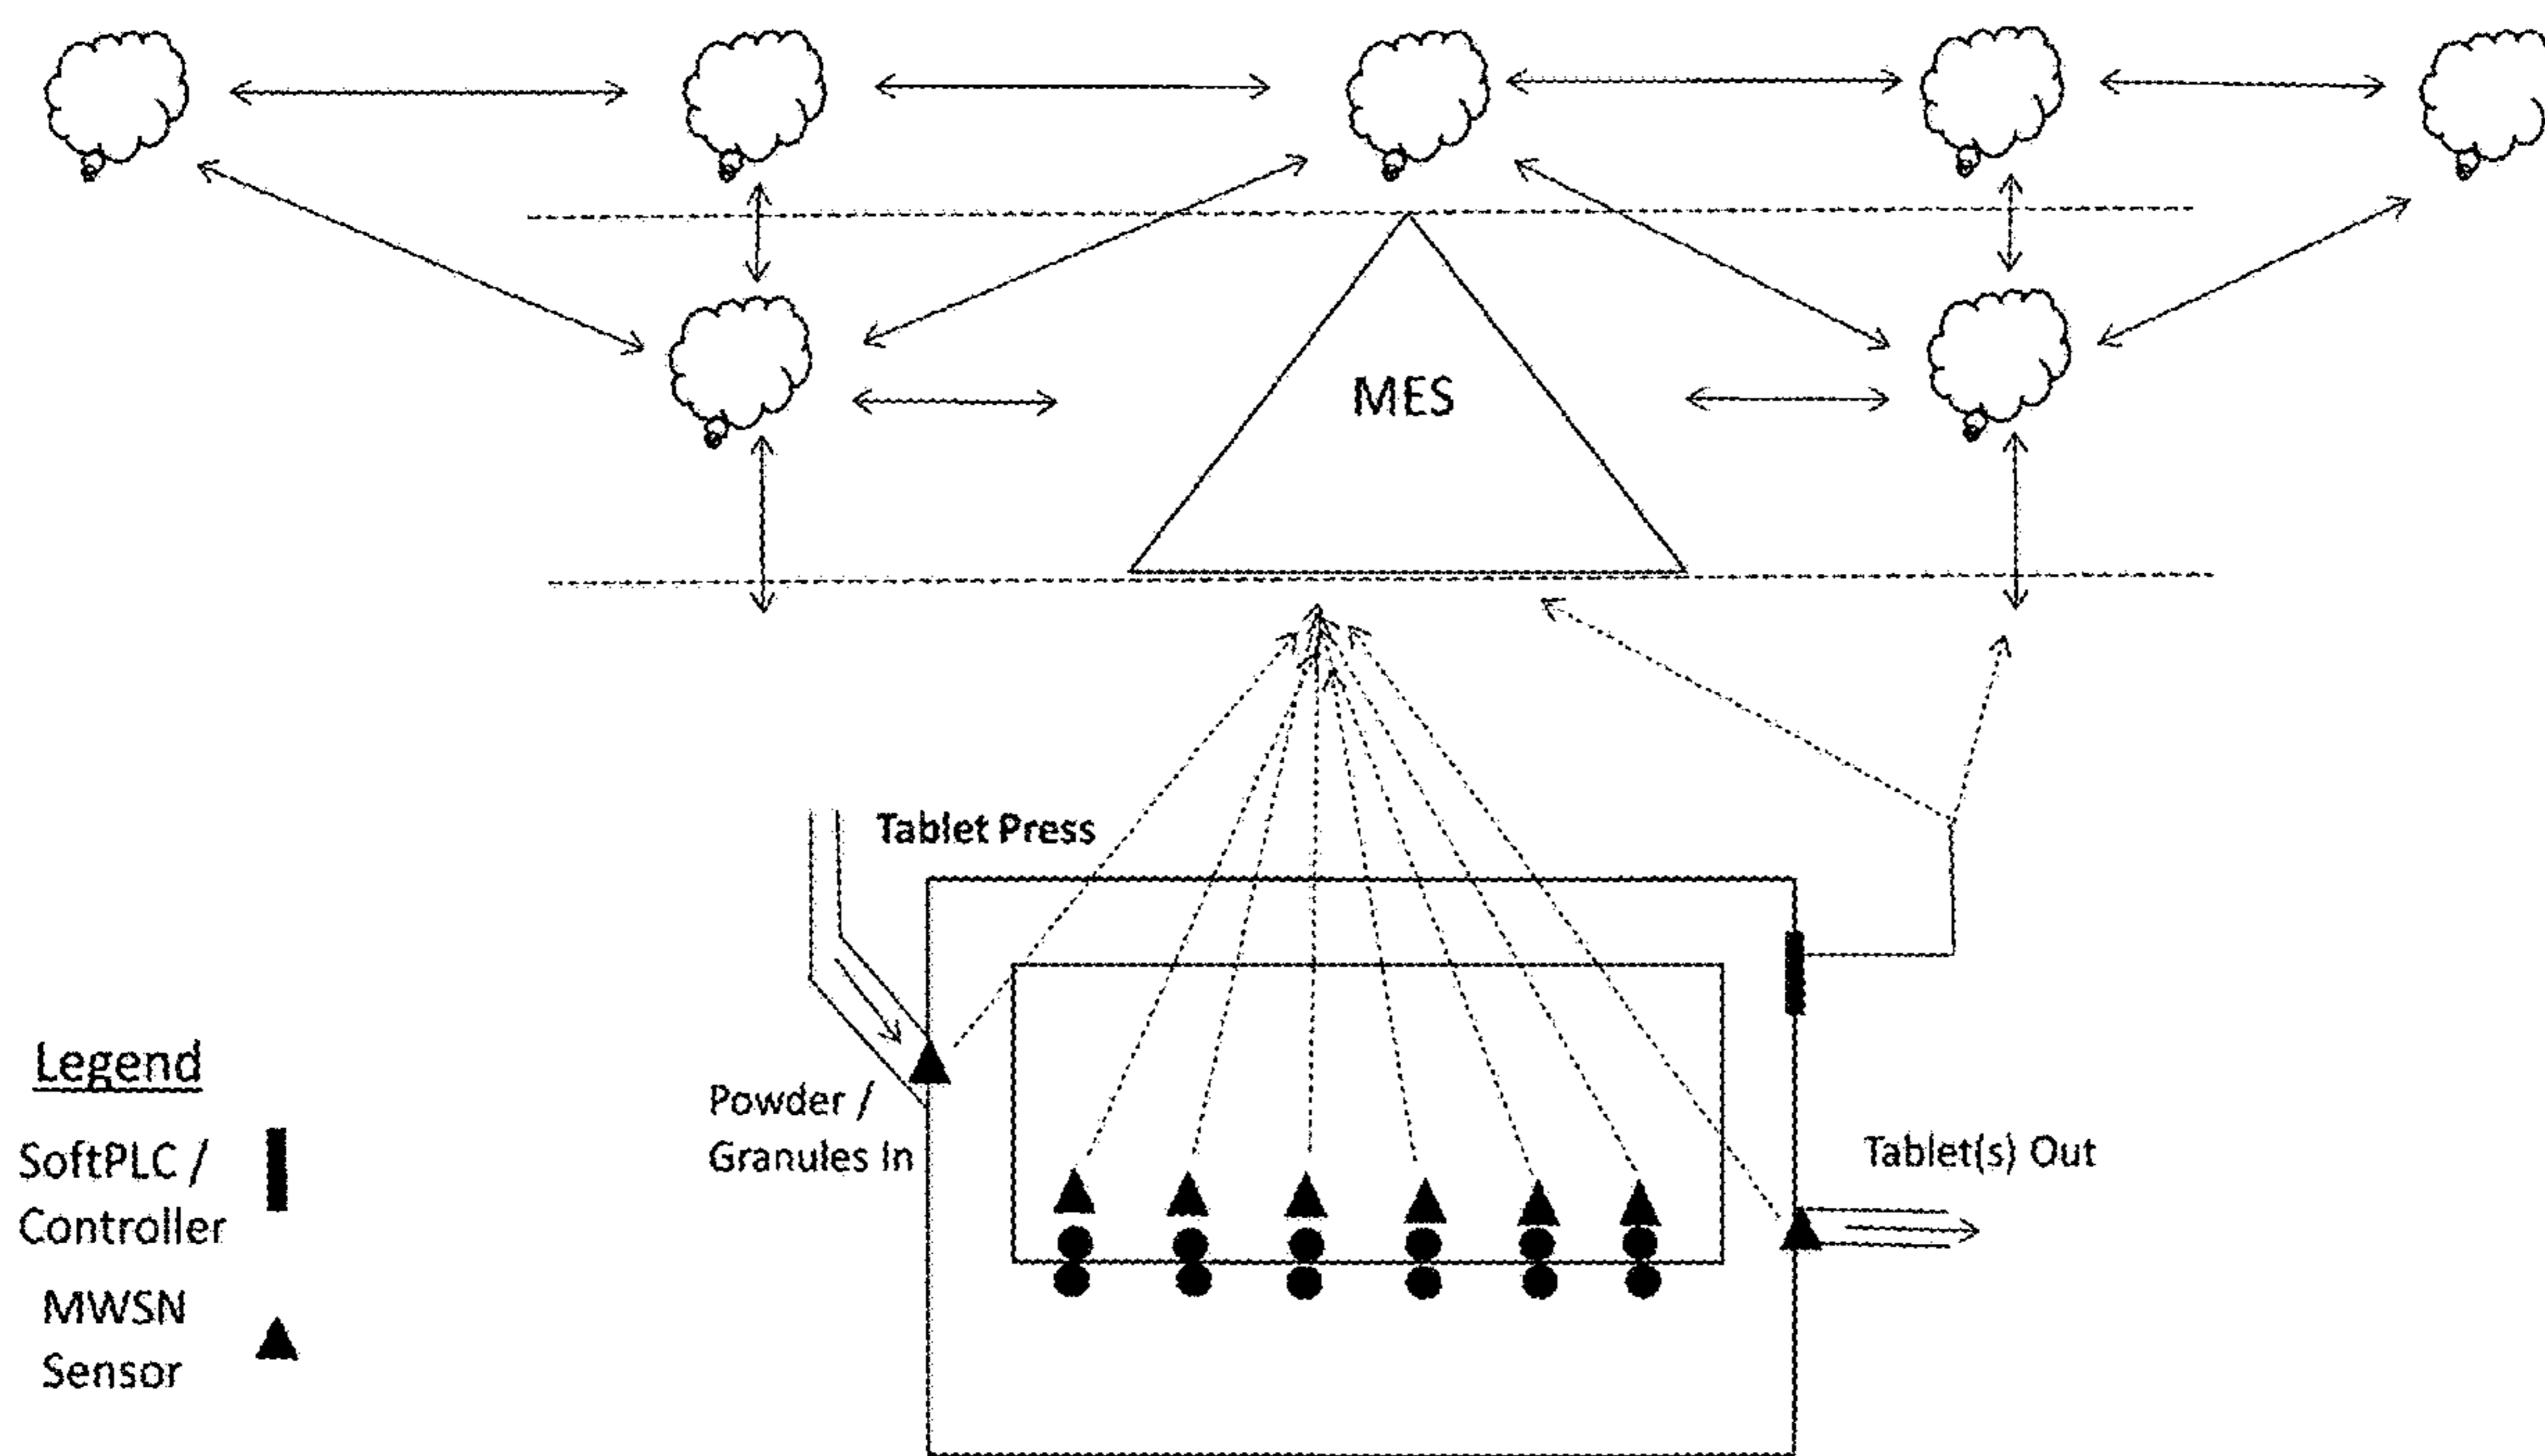 MES
Tablet Press
Powder /
Granules In
Tablet(s) Out
Legend
SoftPLC /
Controller
MWSN
Sensor